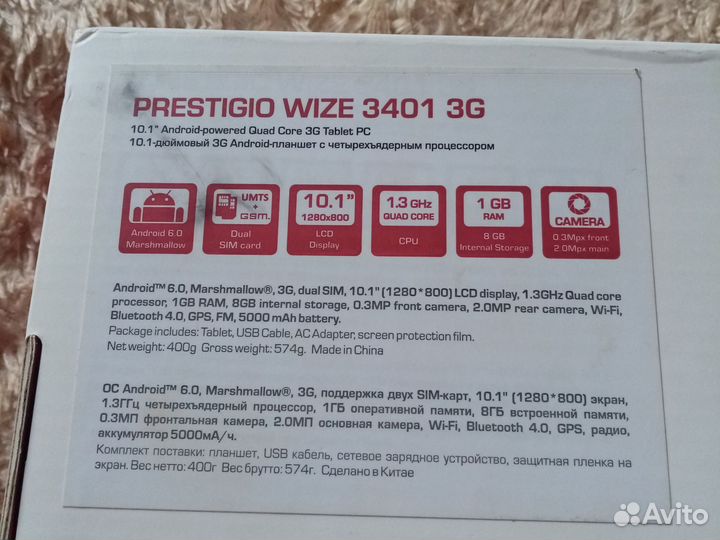 PRESTIGIO WIZE 3401 3G
10.1" Android-powered Quad Core 3G Tablet PC
10.1-дюймовый 3G Android-планшет с четырехъядерным процессором
Android 6.0
Marshmallow
UMTS
+
GSM
Dual
SIM card
10.1"
1280x800
LCD
Display
1.3 GHz
QUAD CORE
CPU
1 GB
RAM
8 GB
Internal Storage
CAMERA
0.3Mpx front
2.0Mpx main
Android™ 6.0, Marshmallow®, 3G, dual SIM, 10.1" (1280*800) LCD display, 1.3GHz Quad core
processor, 1GB RAM, 8GB internal storage, 0.3MP front camera, 2.0MP rear camera, Wi-Fi,
Bluetooth 4.0, GPS, FM, 5000 mAh battery.
Package includes: Tablet, USB Cable, AC Adapter, screen protection film.
Net weight: 400g Gross weight: 574g. Made in China
ОС Android™ 6.0, Marshmallow®, 3G, поддержка двух SIM-карт, 10.1" (1280*800) экран,
1.3ГГц четырехъядерный процессор, 1ГБ оперативной памяти, 8ГБ встроенной памяти,
0.3МП фронтальная камера, 2.0МП основная камера, Wi-Fi, Bluetooth 4.0, GPS, радио,
аккумулятор 5000мА/ч.
Комплект поставки: планшет, USB кабель, сетевое зарядное устройство, защитная пленка на
экран. Вес нетто: 400г Вес брутто: 574г. Сделано в Китае
Avito